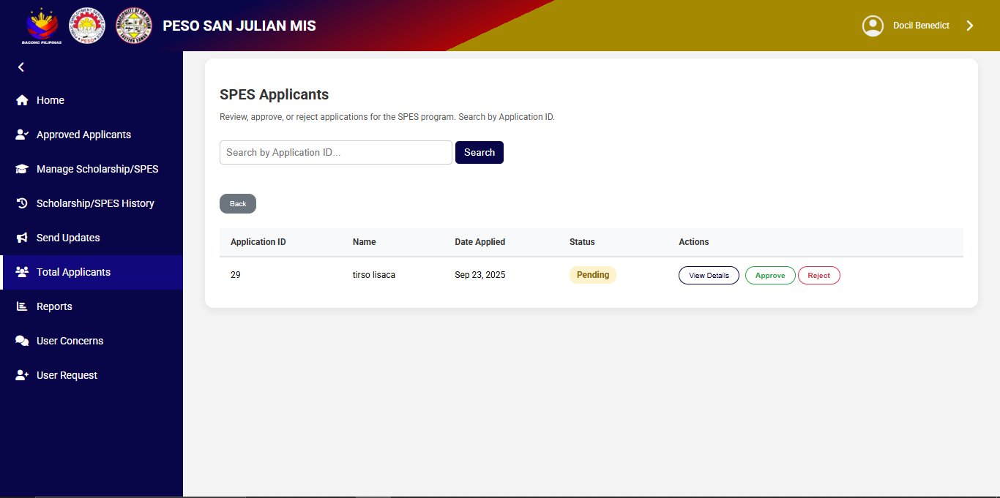 BAGONG PILIPINAS
PESO
PESO SAN JULIAN MIS
Docil Benedict
Home
Approved Applicants
Manage Scholarship/SPES
Scholarship/SPES History
Send Updates
Total Applicants
Reports
User Concerns
User Request
SPES Applicants
Review, approve, or reject applications for the SPES program. Search by Application ID.
Search by Application ID... Search
Back
Application ID Name Date Applied Status Actions
29 tirso lisaca Sep 23, 2025 Pending View Details Approve Reject